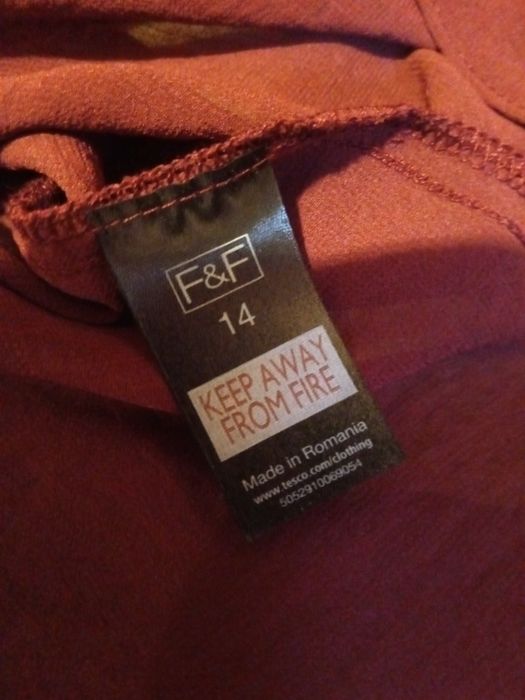 F&F
14
KEEP AWAY
FROM FIRE
Made in Romania
www.tesco.com/clothing
5052910069054